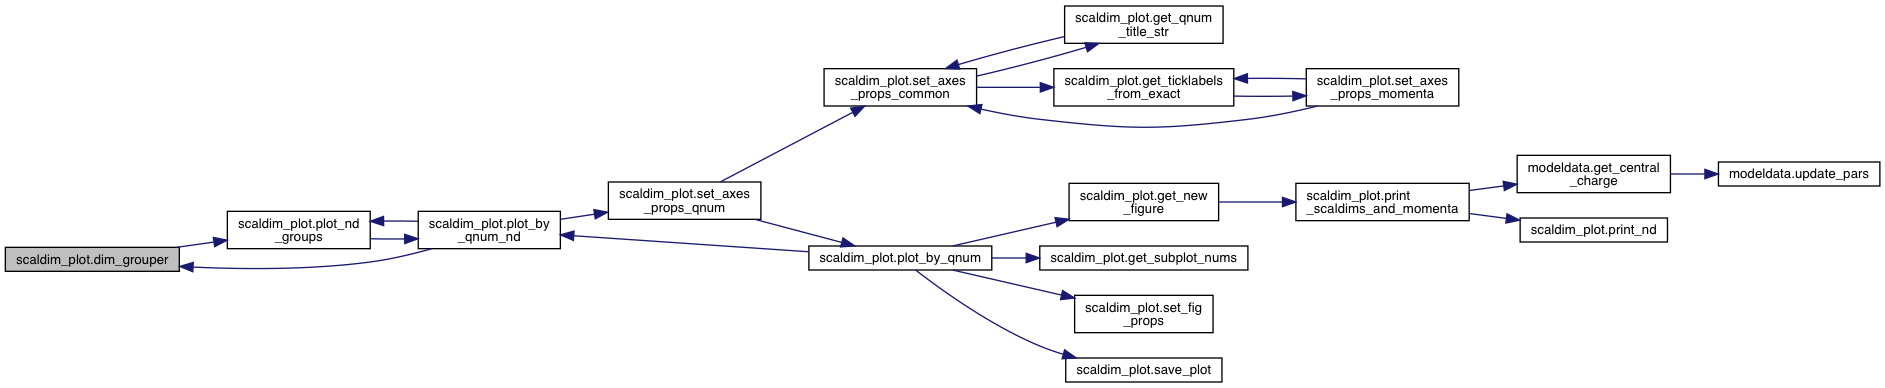 scaldim_plot.get_qnum
_title_str
scaldim_plot.set_axes
_props_common
scaldim_plot.get_ticklabels
_from_exact
scaldim_plot.set_axes
_props_momenta
modeldata.get_central
_charge
modeldata.update_pars
scaldim_plot.set_axes
_props_qnum
scaldim_plot.get_new
_figure
scaldim_plot.print
_scaldims_and_momenta
scaldim_plot.plot_nd
_groups
scaldim_plot.plot_by
_qnum_nd
scaldim_plot.print_nd
scaldim_plot.dim_grouper
scaldim_plot.plot_by_qnum
scaldim_plot.get_subplot_nums
scaldim_plot.set_fig
_props
scaldim_plot.save_plot